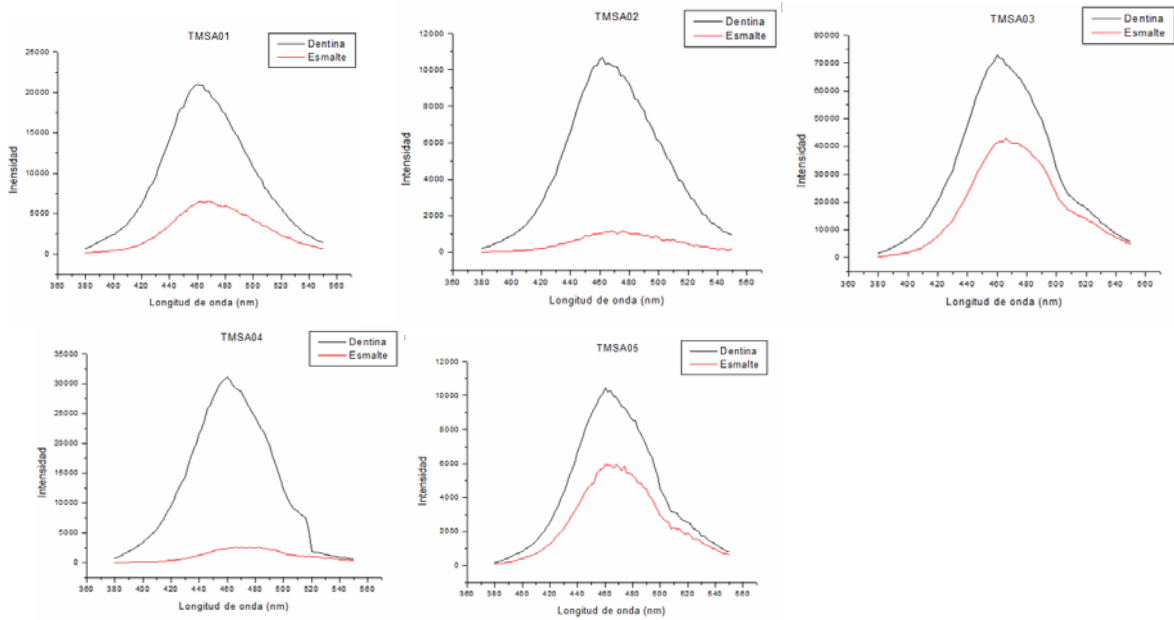 TMSA01
Dentina
Esmalte
25000
20000
15000
10000
5000
0
Inensidad
360 380 400 420 440 460 480 500 520 540 560
Longitud de onda (nm)
TMSA02
Dentina
Esmalte
12000
10000
8000
6000
4000
2000
0
Intensidad
360 380 400 420 440 460 480 500 520 540 560
Longitud de onda (nm)
TMSA03
Dentina
Esmalte
80000
70000
60000
50000
40000
30000
20000
10000
0
Intensidad
360 380 400 420 440 460 480 500 520 540 560
Longitud de onda (nm)
TMSA04
Dentina
Esmalte
35000
30000
25000
20000
15000
10000
5000
0
Intensidad
360 380 400 420 440 460 480 500 520 540 560
Longitud de onda (nm)
TMSA05
Dentina
Esmalte
12000
10000
8000
6000
4000
2000
0
Intensidad
360 380 400 420 440 460 480 500 520 540 560
Longitud de onda (nm)